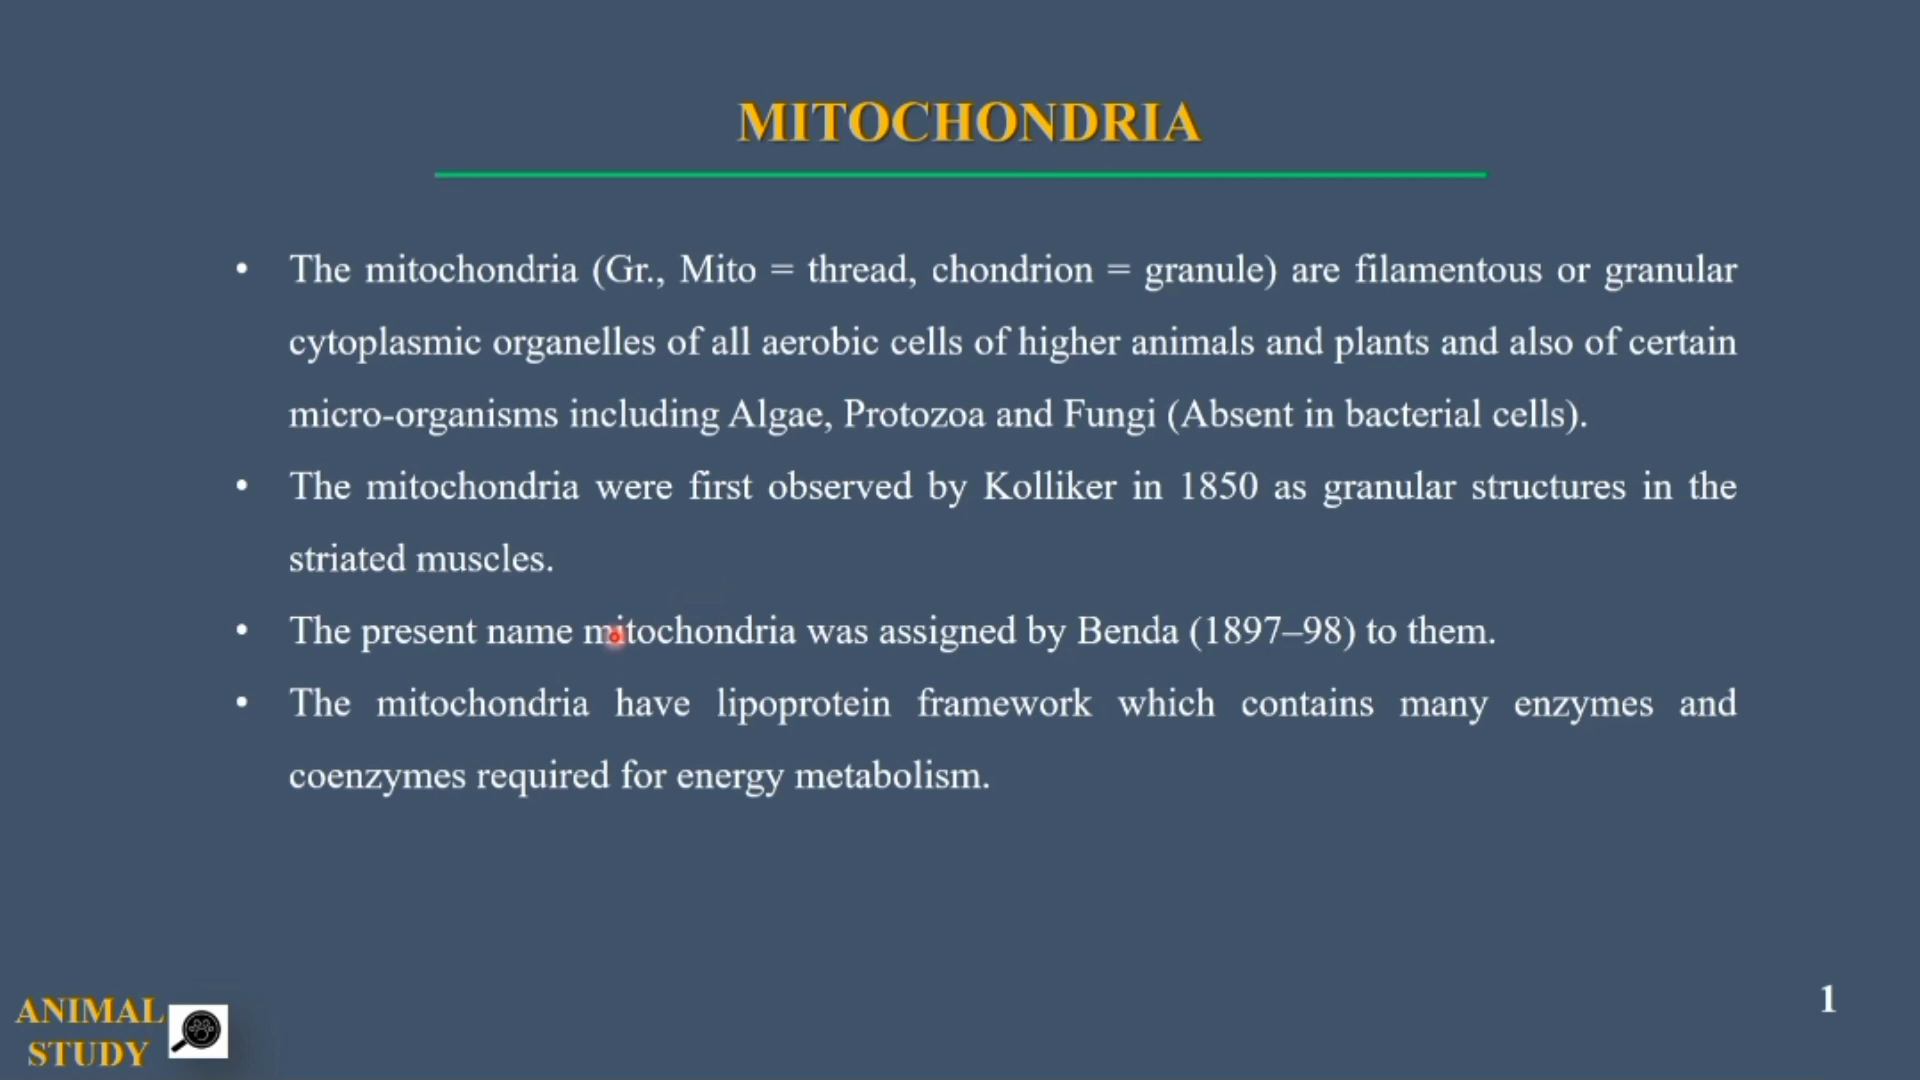 MITOCHONDRIA
• The mitochondria (Gr., Mito = thread, chondrion = granule) are filamentous or granular
cytoplasmic organelles of all aerobic cells of higher animals and plants and also of certain
micro-organisms including Algae, Protozoa and Fungi (Absent in bacterial cells).
• The mitochondria were first observed by Kolliker in 1850 as granular structures in the
striated muscles.
• The present name mitochondria was assigned by Benda (1897–98) to them.
• The mitochondria have lipoprotein framework which contains many enzymes and
coenzymes required for energy metabolism.
ANIMAL
STUDY
1